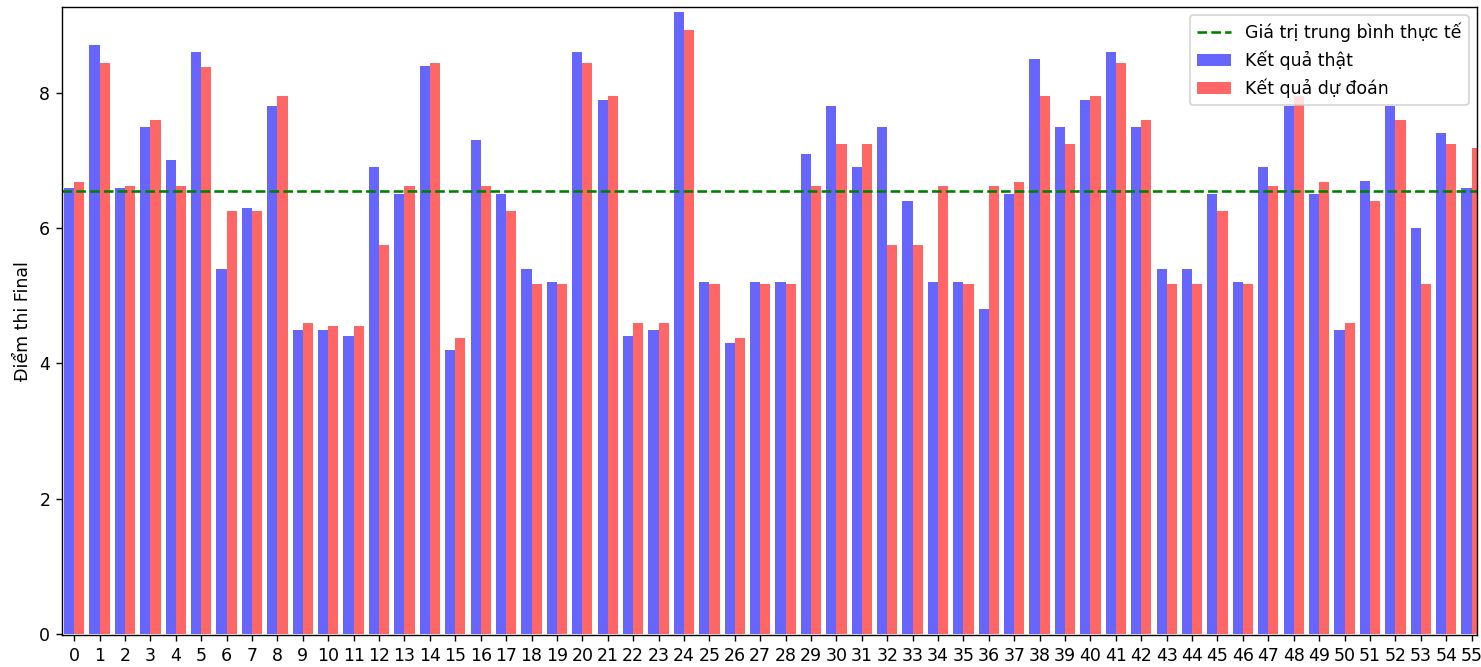 Giá trị trung bình thực tế
Kết quả thật
Kết quả dự đoán
8
6
4
2
0
Điểm thi Final
0 1 2 3 4 5 6 7 8 9 10 11 12 13 14 15 16 17 18 19 20 21 22 23 24 25 26 27 28 29 30 31 32 33 34 35 36 37 38 39 40 41 42 43 44 45 46 47 48 49 50 51 52 53 54 55